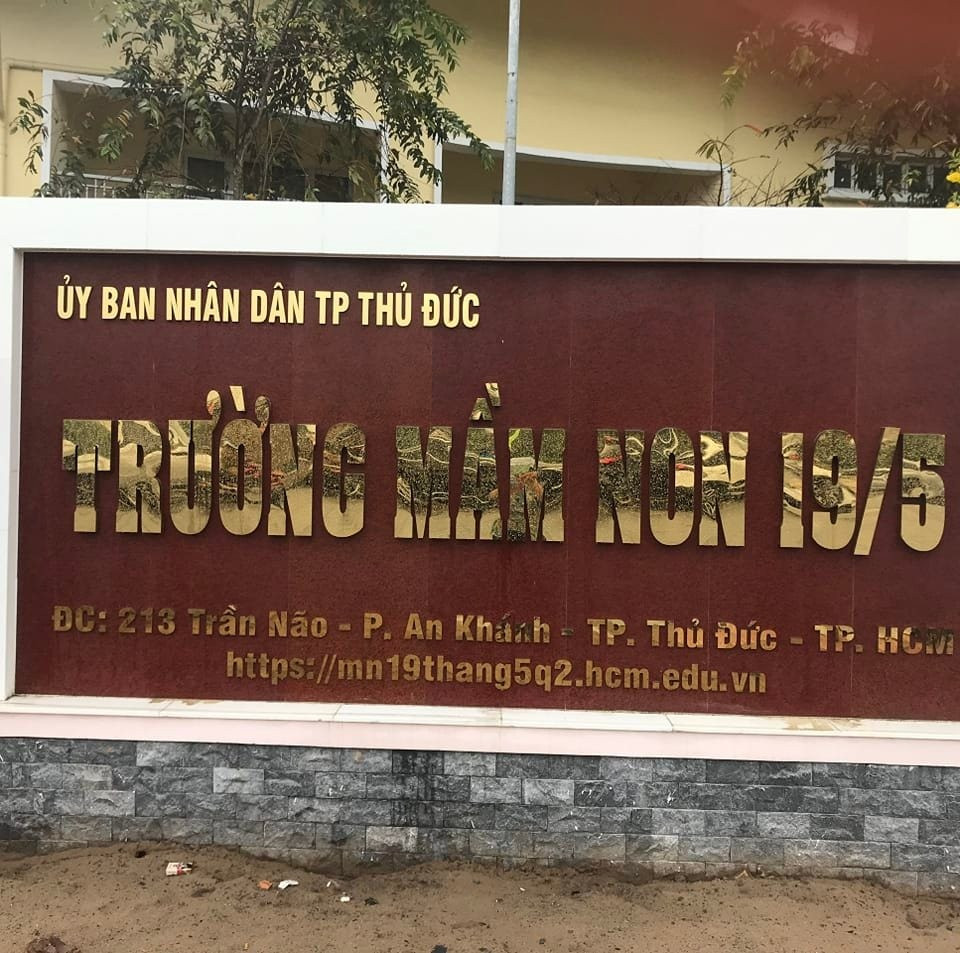 ỦY BAN NHÂN DÂN TP THỦ ĐỨC
TRƯỜNG MẦM NON 19/5
ĐC: 213 Trần Não - P. An Khánh - TP. Thủ Đức - TP. HCM
https://mn19thang5q2.hcm.edu.vn